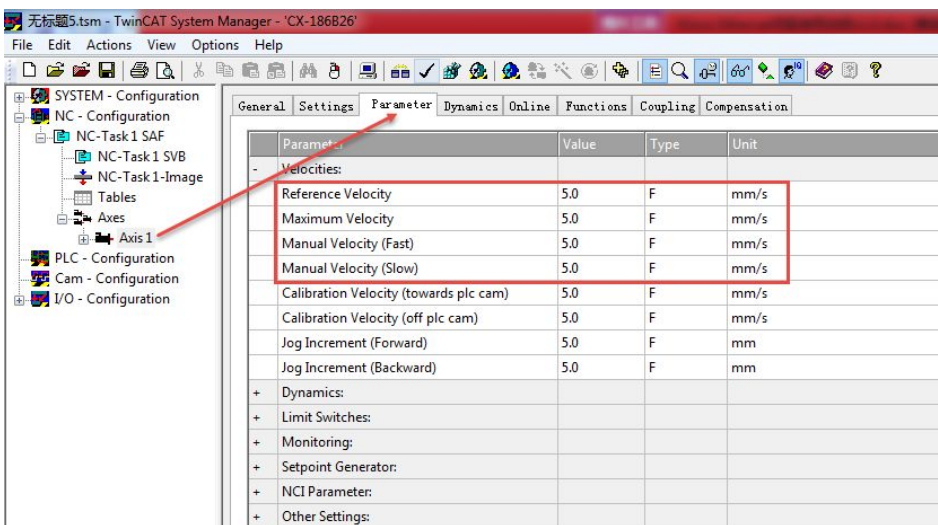 无标题5.tsm - TwinCAT System Manager - 'CX-186B26'
File Edit Actions View Options Help
SYSTEM - Configuration
NC - Configuration
NC-Task 1 SAF
NC-Task 1 SVB
NC-Task 1-Image
Tables
Axes
Axis 1
PLC - Configuration
Cam - Configuration
I/O - Configuration
General Settings Parameter Dynamics Online Functions Coupling Compensation
Parameter Value Type Unit
- Velocities:
Reference Velocity 5.0 F mm/s
Maximum Velocity 5.0 F mm/s
Manual Velocity (Fast) 5.0 F mm/s
Manual Velocity (Slow) 5.0 F mm/s
Calibration Velocity (towards plc cam) 5.0 F mm/s
Calibration Velocity (off plc cam) 5.0 F mm/s
Jog Increment (Forward) 5.0 F mm
Jog Increment (Backward) 5.0 F mm
+ Dynamics:
+ Limit Switches:
+ Monitoring:
+ Setpoint Generator:
+ NCI Parameter:
+ Other Settings: